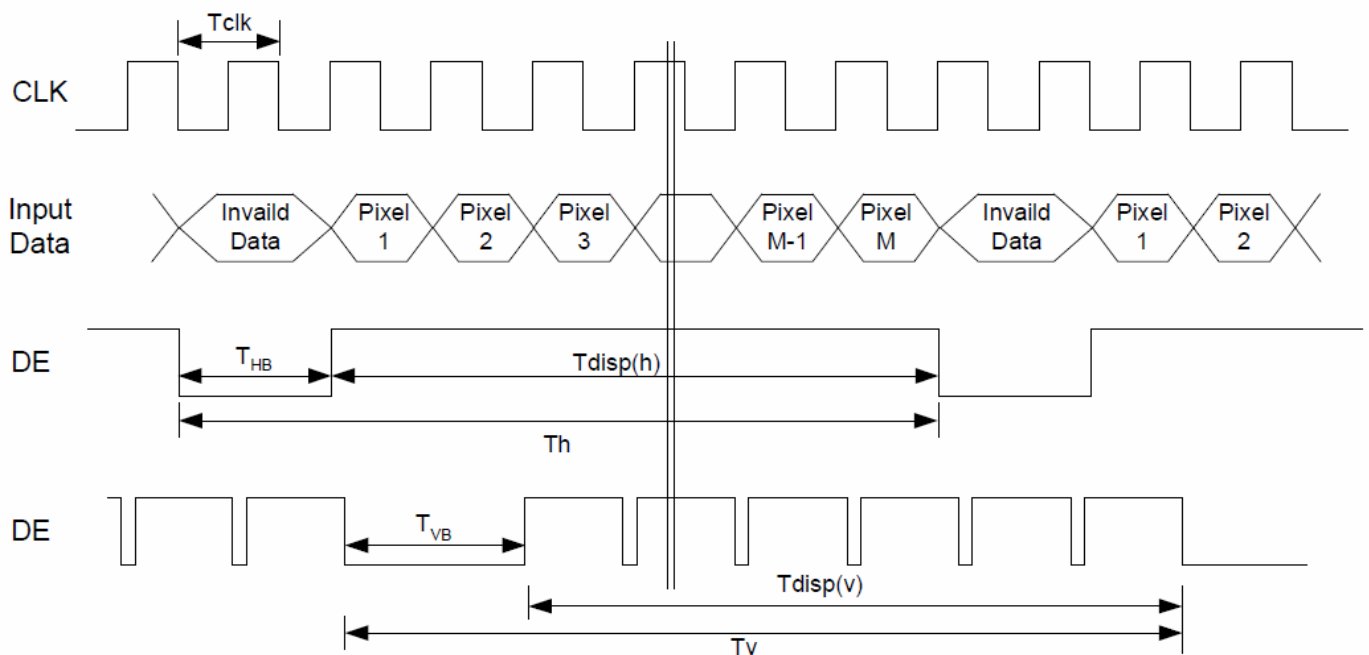 Tclk
CLK
Input
Data
Invaild
Data
Pixel
1
Pixel
2
Pixel
3
Pixel
M-1
Pixel
M
Invaild
Data
Pixel
1
Pixel
2
DE
THB
Tdisp(h)
Th
DE
TVB
Tdisp(v)
Tv